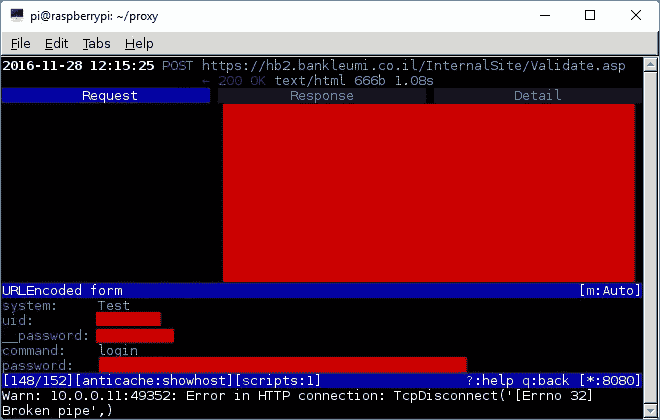 pi@raspberrypi: ~/proxy
File Edit Tabs Help
2016-11-28 12:15:25 POST https://hb2.bankleumi.co.il/InternalSite/Validate.asp
← 200 OK text/html 666b 1.08s
Request Response Detail
URLEncoded form [m:Auto]
system: Test
uid:
__password:
command: login
password:
[148/152][anticache:showhost][scripts:1] ?:help q:back [*:8080]
Warn: 10.0.0.11:49352: Error in HTTP connection: TcpDisconnect('[Errno 32]
Broken pipe',)